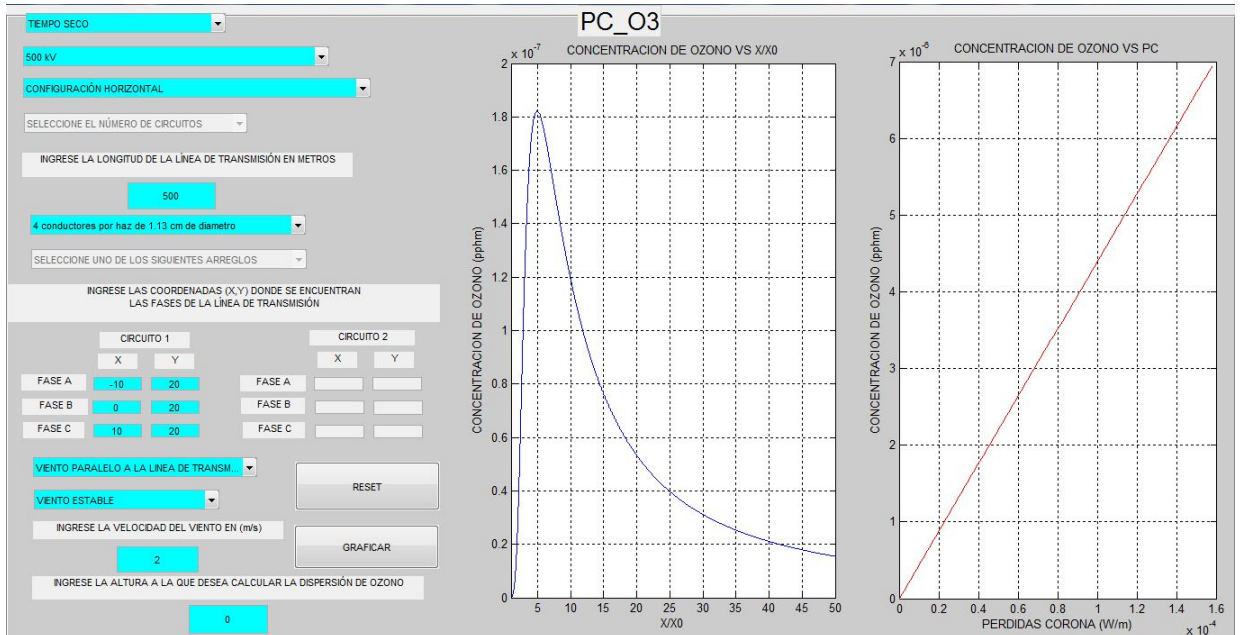 PC_O3
TIEMPO SECO
500 kV
CONFIGURACIÓN HORIZONTAL
SELECCIONE EL NÚMERO DE CIRCUITOS
INGRESE LA LONGITUD DE LA LÍNEA DE TRANSMISIÓN EN METROS
500
4 conductores por haz de 1.13 cm de diametro
SELECCIONE UNO DE LOS SIGUIENTES ARREGLOS
INGRESE LAS COORDENADAS (X,Y) DONDE SE ENCUENTRAN
LAS FASES DE LA LÍNEA DE TRANSMISIÓN
CIRCUITO 1
X Y
FASE A -10 20
FASE B 0 20
FASE C 10 20
CIRCUITO 2
X Y
FASE A
FASE B
FASE C
VIENTO PARALELO A LA LINEA DE TRANSM...
VIENTO ESTABLE
INGRESE LA VELOCIDAD DEL VIENTO EN (m/s)
2
RESET
GRAFICAR
INGRESE LA ALTURA A LA QUE DESEA CALCULAR LA DISPERSIÓN DE OZONO
0
CONCENTRACION DE OZONO VS X/X0
x 10^-7
CONCENTRACION DE OZONO (pphm)
2
1.8
1.6
1.4
1.2
1
0.8
0.6
0.4
0.2
0
5 10 15 20 25 30 35 40 45 50
X/X0
CONCENTRACION DE OZONO VS PC
x 10^-6
CONCENTRACION DE OZONO (pphm)
7
6
5
4
3
2
1
0
0 0.2 0.4 0.6 0.8 1 1.2 1.4 1.6
PERDIDAS CORONA (W/m)
x 10^-4